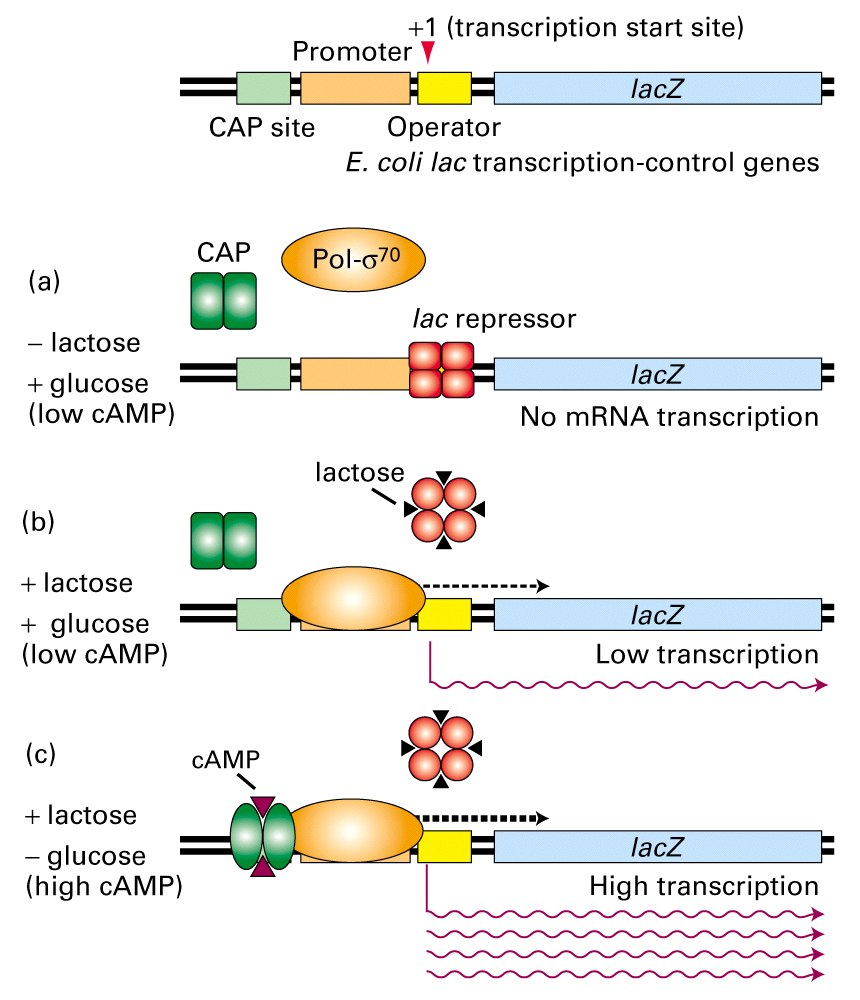 +1 (transcription start site)
Promoter
lacZ
CAP site
Operator
E. coli lac transcription-control genes
(a)
CAP
Pol-σ70
lac repressor
– lactose
+ glucose
(low cAMP)
lacZ
No mRNA transcription
(b)
lactose
+ lactose
+ glucose
(low cAMP)
lacZ
Low transcription
(c)
cAMP
+ lactose
– glucose
(high cAMP)
lacZ
High transcription